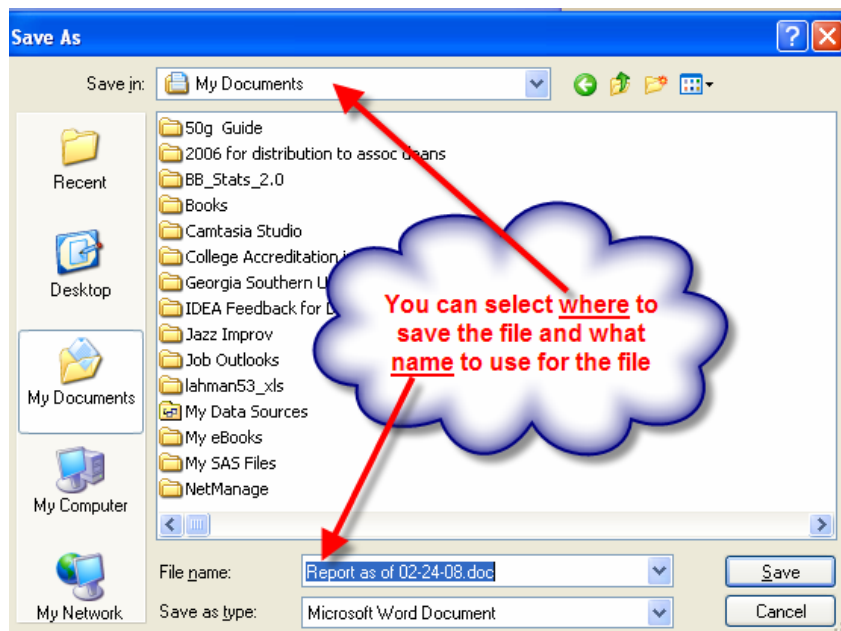 Save As
Save in:
My Documents
Recent
Desktop
My Documents
My Computer
My Network
50g Guide
2006 for distribution to assoc deans
BB_Stats_2.0
Books
Camtasia Studio
College Accreditation
Georgia Southern U
IDEA Feedback for
Jazz Improv
Job Outlooks
lahman53_xls
My Data Sources
My eBooks
My SAS Files
NetManage
You can select where to
save the file and what
name to use for the file
File name:
Report as of 02-24-08.doc
Save
Save as type:
Microsoft Word Document
Cancel